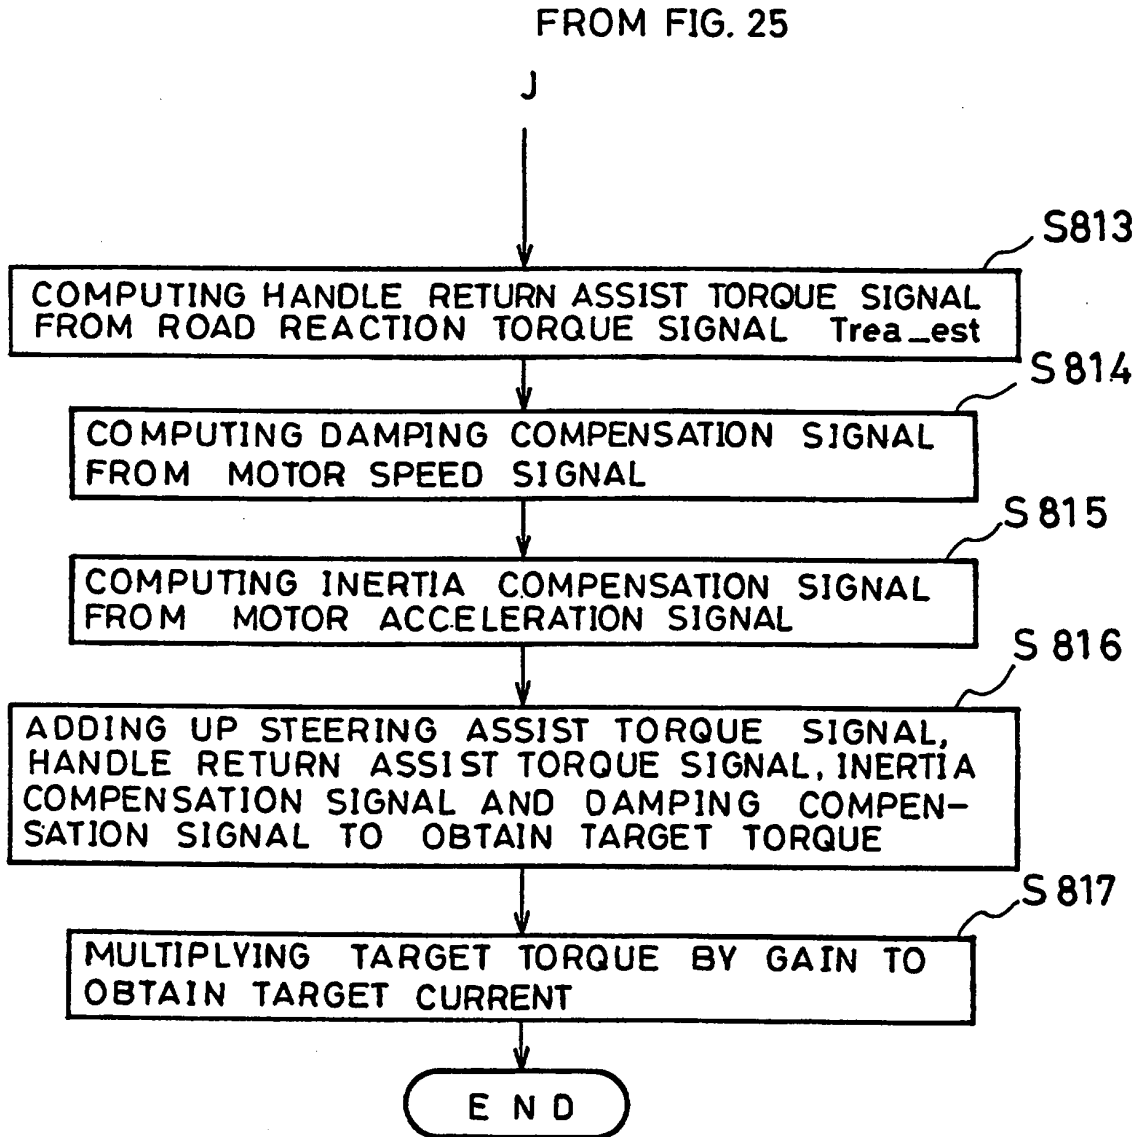 FROM FIG. 25
J
S813
COMPUTING HANDLE RETURN ASSIST TORQUE SIGNAL
FROM ROAD REACTION TORQUE SIGNAL Trea_est
S814
COMPUTING DAMPING COMPENSATION SIGNAL
FROM MOTOR SPEED SIGNAL
S815
COMPUTING INERTIA COMPENSATION SIGNAL
FROM MOTOR ACCELERATION SIGNAL
S816
ADDING UP STEERING ASSIST TORQUE SIGNAL,
HANDLE RETURN ASSIST TORQUE SIGNAL, INERTIA
COMPENSATION SIGNAL AND DAMPING COMPEN-
SATION SIGNAL TO OBTAIN TARGET TORQUE
S817
MULTIPLYING TARGET TORQUE BY GAIN TO
OBTAIN TARGET CURRENT
END